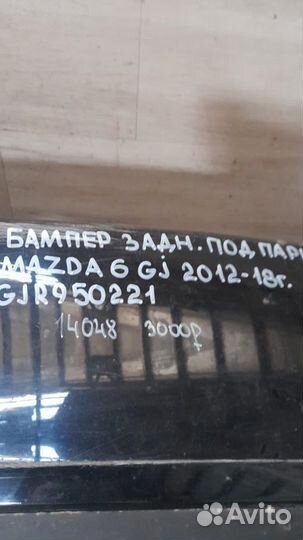 БАМПЕР ЗАДН. ПОД ПАРК
MAZDA 6 GJ 2012-18г.
GJR950221
14048 3000р
Avito